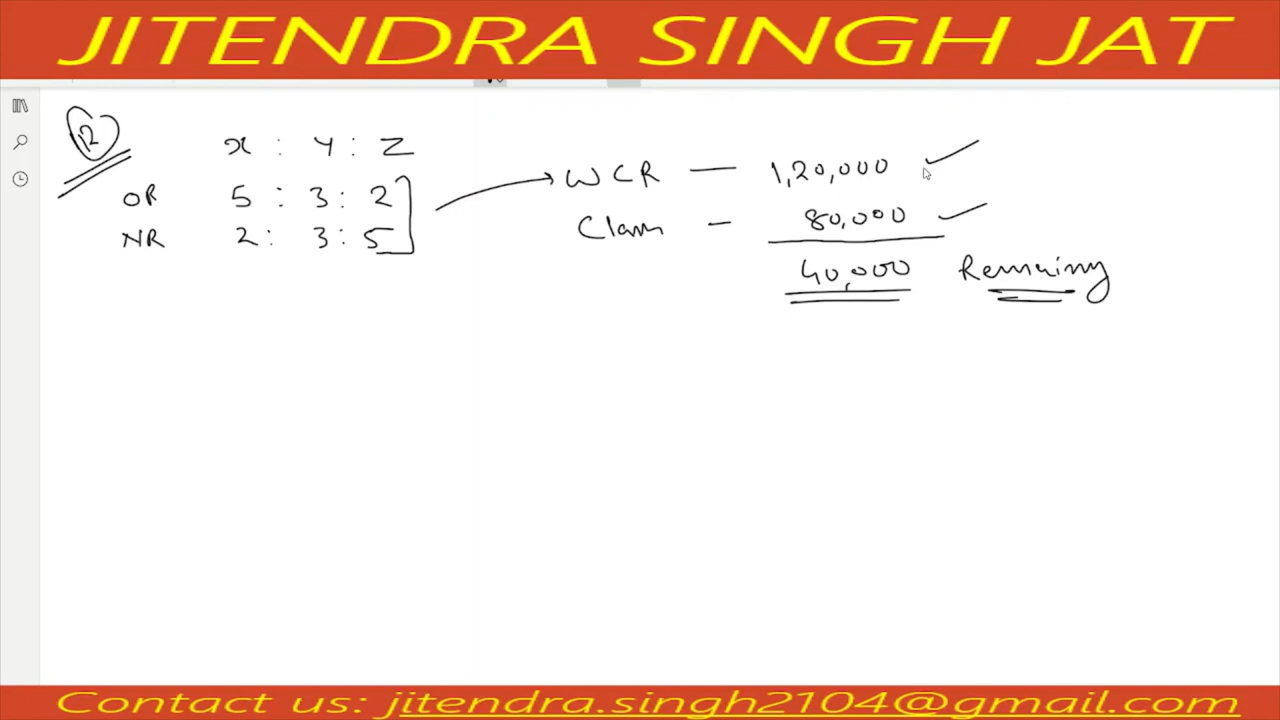 JITENDRA SINGH JAT
12
x : Y : Z
OR 5 : 3 : 2
NR 2 : 3 : 5
WCR — 1,20,000
Claim - 80,000
40,000 Remaining
Contact us: jitendra.singh2104@gmail.com